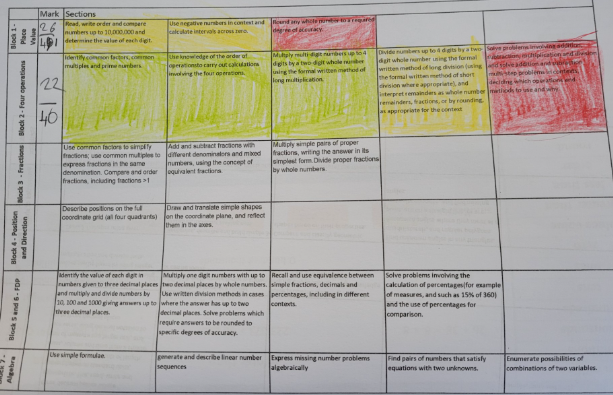 Mark Sections
Block 1 - Place Value
26
41
Read, write order and compare
numbers up to 10,000,000 and
determine the value of each digit.
Use negative numbers in context and
calculate intervals across zero.
Round any whole number to a required
degree of accuracy.
Block 2 - Four operations
22
40
Identify common factors, common
multiples and prime numbers.
Use knowledge of the order of
operations to carry out calculations
involving the four operations.
Multiply multi-digit numbers up to 4
digits by a two-digit whole number using
the formal written method of
long multiplication.
Divide numbers up to 4 digits by a two-
digit whole number using the formal
written method of long division (using
the formal written method of short
division where appropriate), and
interpret remainders as whole number
remainders, fractions, or by rounding,
as appropriate for the context
Solve problems involving addition,
subtraction, multiplication and division
and
multi-step problems in contexts,
deciding which operations and
methods to use and why.
Block 3 - Fractions
Use common factors to simplify
fractions; use common multiples to
express fractions in the same
denomination. Compare and order
fractions, including fractions >1
Add and subtract fractions with
different denominators and mixed
numbers, using the concept of
equivalent fractions.
Multiply simple pairs of proper
fractions, writing the answer in its
simplest form. Divide proper fractions
by whole numbers
Block 4 - Position
and Direction
Describe positions on the full
coordinate grid (all four quadrants)
Draw and translate simple shapes
on the coordinate plane, and reflect
them in the axes.
Block 5 and 6 - FDP
Identify the value of each digit in
numbers given to three decimal places
and multiply and divide numbers by
10, 100 and 1000 giving answers up to
three decimal places.
Multiply one digit numbers with up to
two decimal places by whole numbers.
Use written division methods in cases
where the answer has up to two
decimal places. Solve problems which
require answers to be rounded to
specific degrees of accuracy.
Recall and use equivalence between
simple fractions, decimals and
percentages, including in different
contexts.
Solve problems involving the
calculation of percentages(for example
of measures, and such as 15% of 360)
and the use of percentages for
comparison.
Block 7 -
Algebra
Use simple formulae.
generate and describe linear number
sequences
Express missing number problems
algebraically
Find pairs of numbers that satisfy
equations with two unknowns.
Enumerate possibilities of
combinations of two variables.